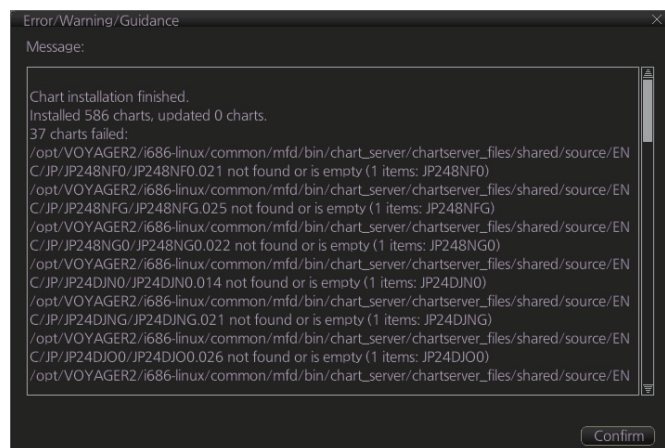 Error/Warning/Guidance
Message:
Chart installation finished.
Installed 586 charts, updated 0 charts.
37 charts failed:
/opt/VOYAGER2/i686-linux/common/mfd/bin/chart_server/chartserver_files/shared/source/EN
C/JP/JP248NF0/JP248NF0.021 not found or is empty (1 items: JP248NF0)
/opt/VOYAGER2/i686-linux/common/mfd/bin/chart_server/chartserver_files/shared/source/EN
C/JP/JP248NFG/JP248NFG.025 not found or is empty (1 items: JP248NFG)
/opt/VOYAGER2/i686-linux/common/mfd/bin/chart_server/chartserver_files/shared/source/EN
C/JP/JP248NG0/JP248NG0.022 not found or is empty (1 items: JP248NG0)
/opt/VOYAGER2/i686-linux/common/mfd/bin/chart_server/chartserver_files/shared/source/EN
C/JP/JP24DJN0/JP24DJN0.014 not found or is empty (1 items: JP24DJN0)
/opt/VOYAGER2/i686-linux/common/mfd/bin/chart_server/chartserver_files/shared/source/EN
C/JP/JP24DJNG/JP24DJNG.021 not found or is empty (1 items: JP24DJNG)
/opt/VOYAGER2/i686-linux/common/mfd/bin/chart_server/chartserver_files/shared/source/EN
C/JP/JP24DJO0/JP24DJO0.026 not found or is empty (1 items: JP24DJO0)
/opt/VOYAGER2/i686-linux/common/mfd/bin/chart_server/chartserver_files/shared/source/EN
Confirm